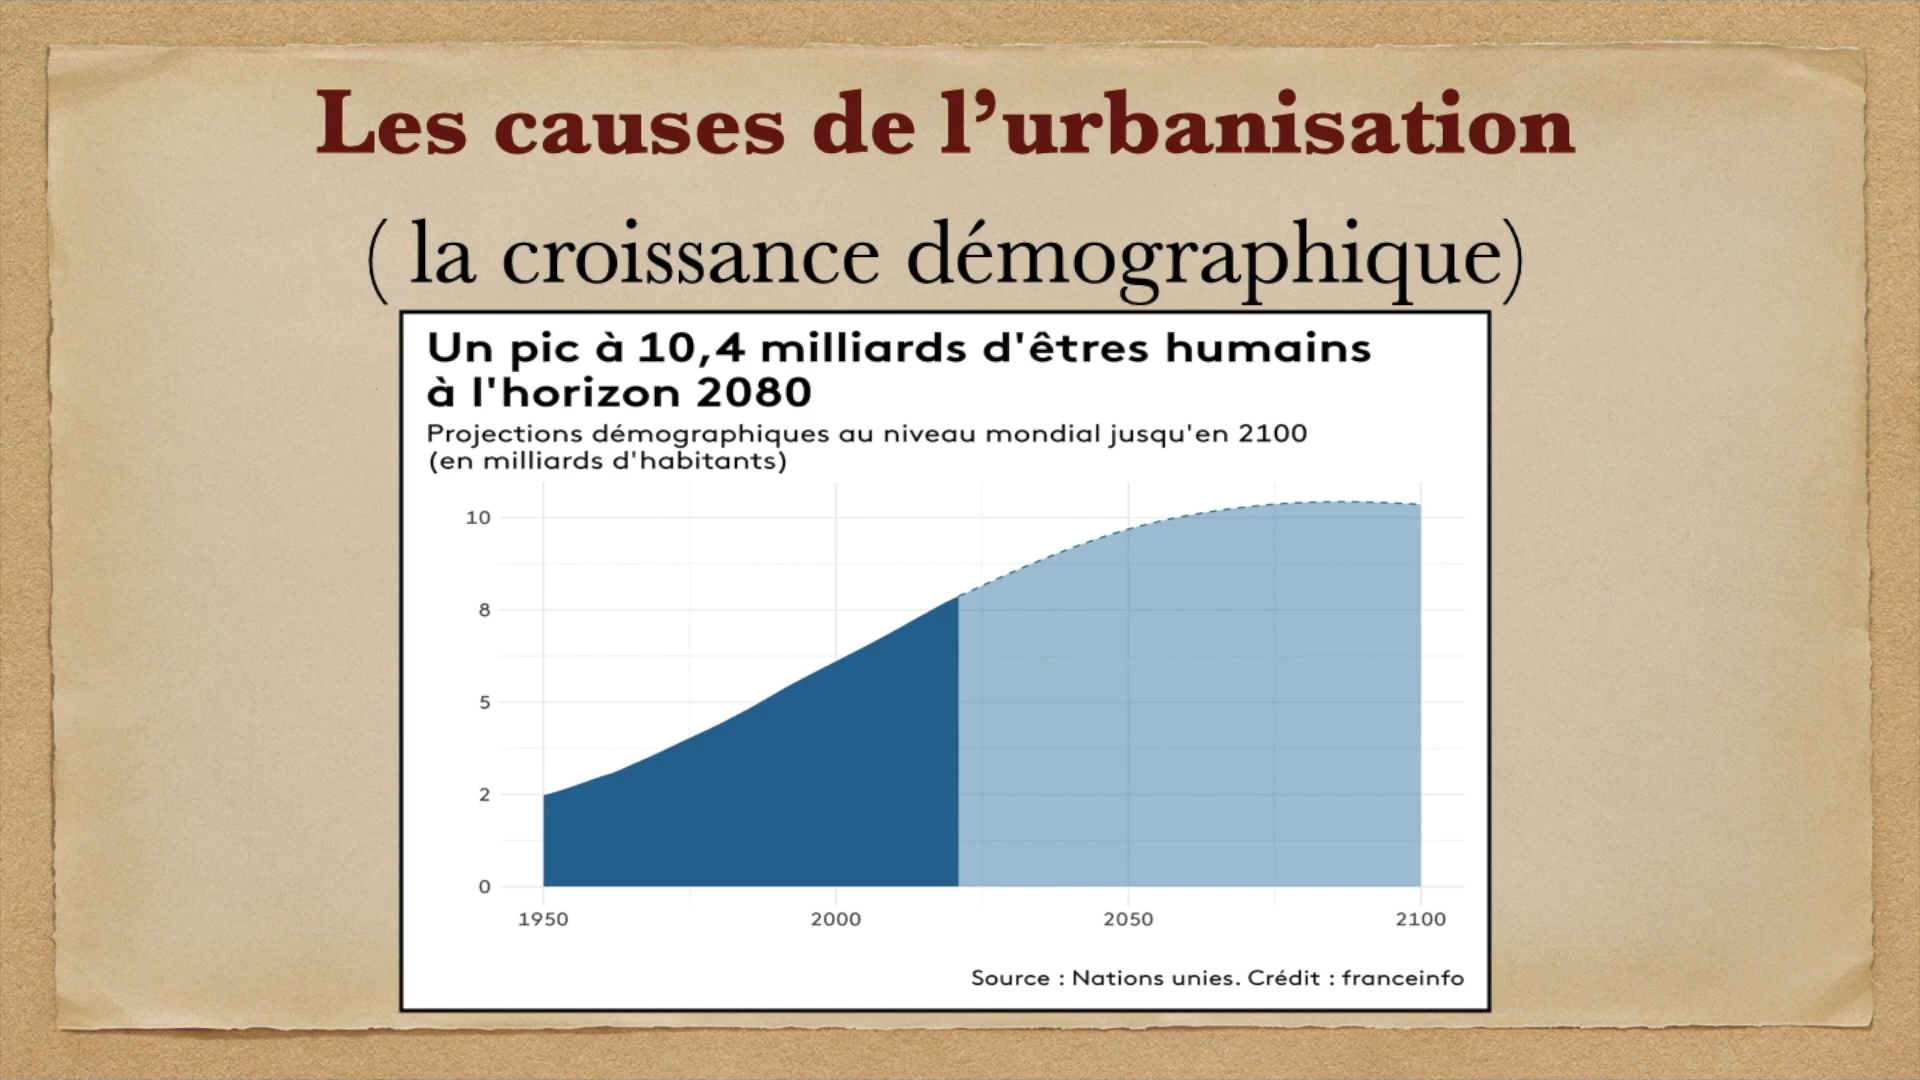 Les causes de l’urbanisation
( la croissance démographique)
Un pic à 10,4 milliards d'êtres humains
à l'horizon 2080
Projections démographiques au niveau mondial jusqu'en 2100
(en milliards d'habitants)
10
8
5
2
0
1950 2000 2050 2100
Source : Nations unies. Crédit : franceinfo